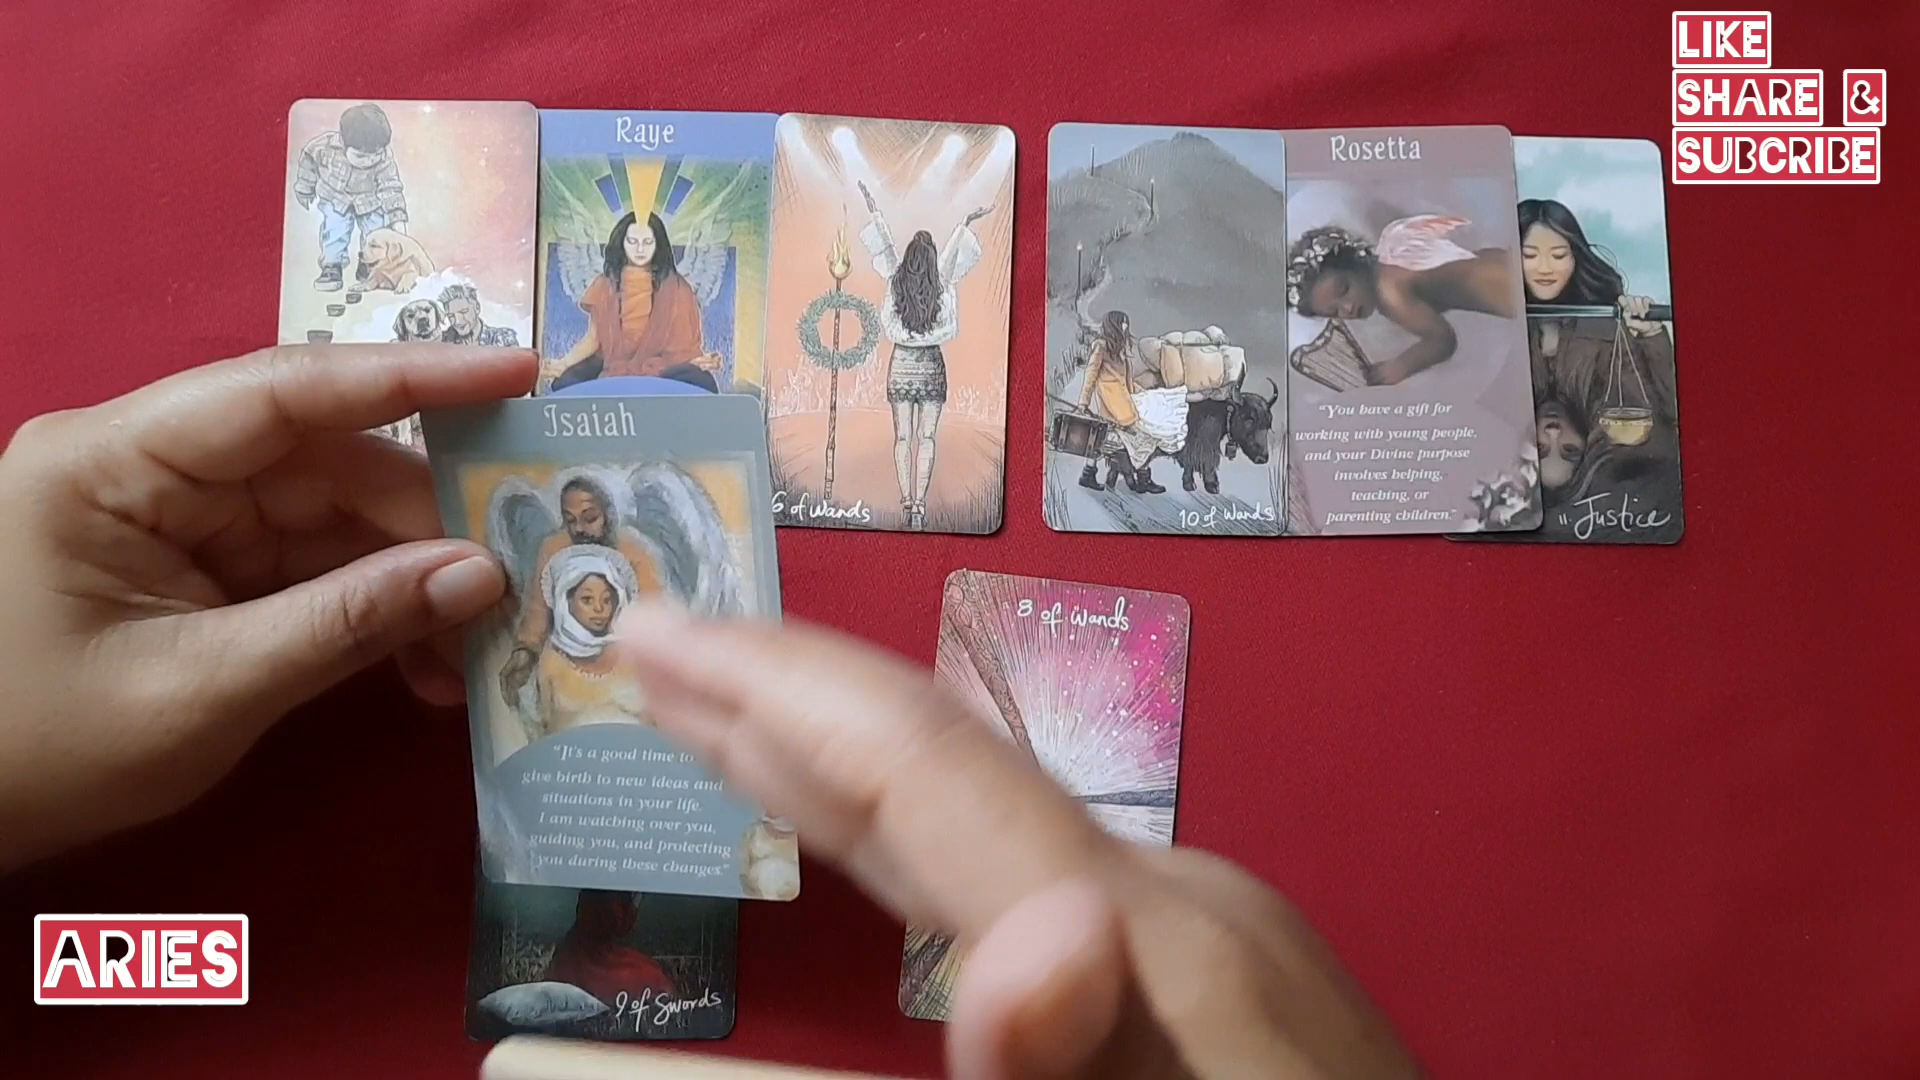 LIKE
SHARE &
SUBCRIBE
Raye
Rosetta
"You have a gift for
working with young people,
and your Divine purpose
involves helping,
teaching, or
parenting children."
6 of Wands
10 of Wands
11 Justice
Isaiah
"It's a good time to
give birth to new ideas and
situations in your life.
I am watching over you,
guiding you, and protecting
you during these changes."
8 of Wands
9 of Swords
ARIES